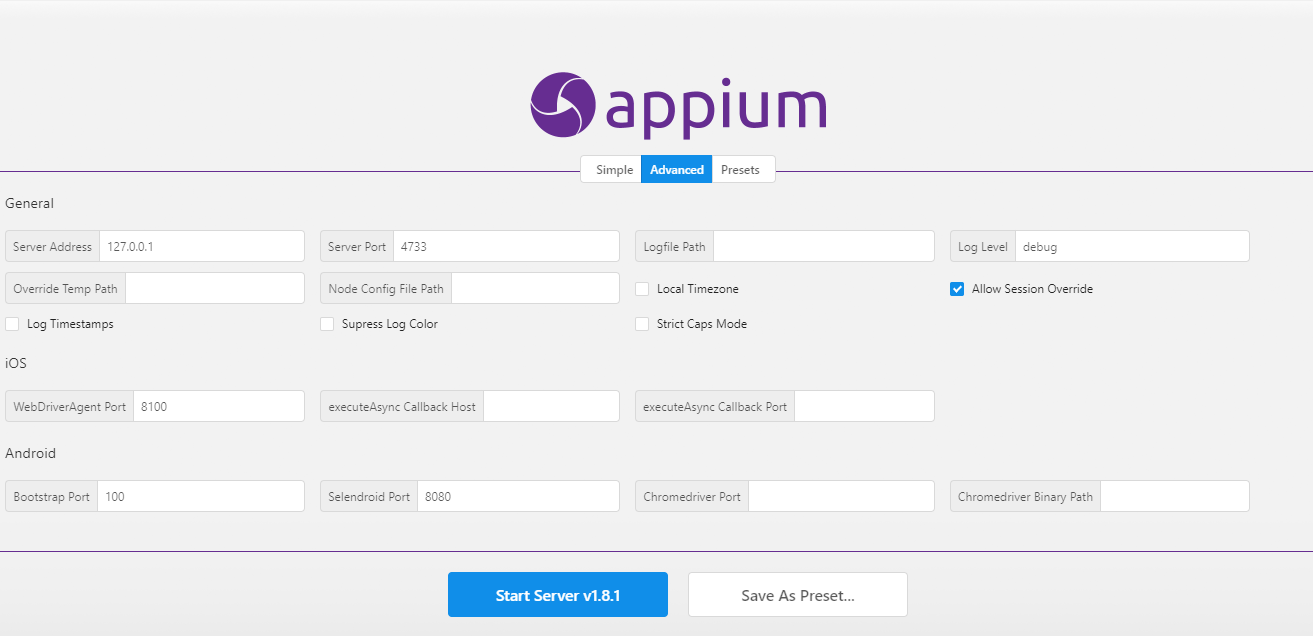 appium
Simple Advanced Presets
General
Server Address 127.0.0.1 Server Port 4733 Logfile Path Log Level debug
Override Temp Path Node Config File Path Local Timezone Allow Session Override
Log Timestamps Supress Log Color Strict Caps Mode
iOS
WebDriverAgent Port 8100 executeAsync Callback Host executeAsync Callback Port
Android
Bootstrap Port 100 Selendroid Port 8080 Chromedriver Port Chromedriver Binary Path
Start Server v1.8.1 Save As Preset...